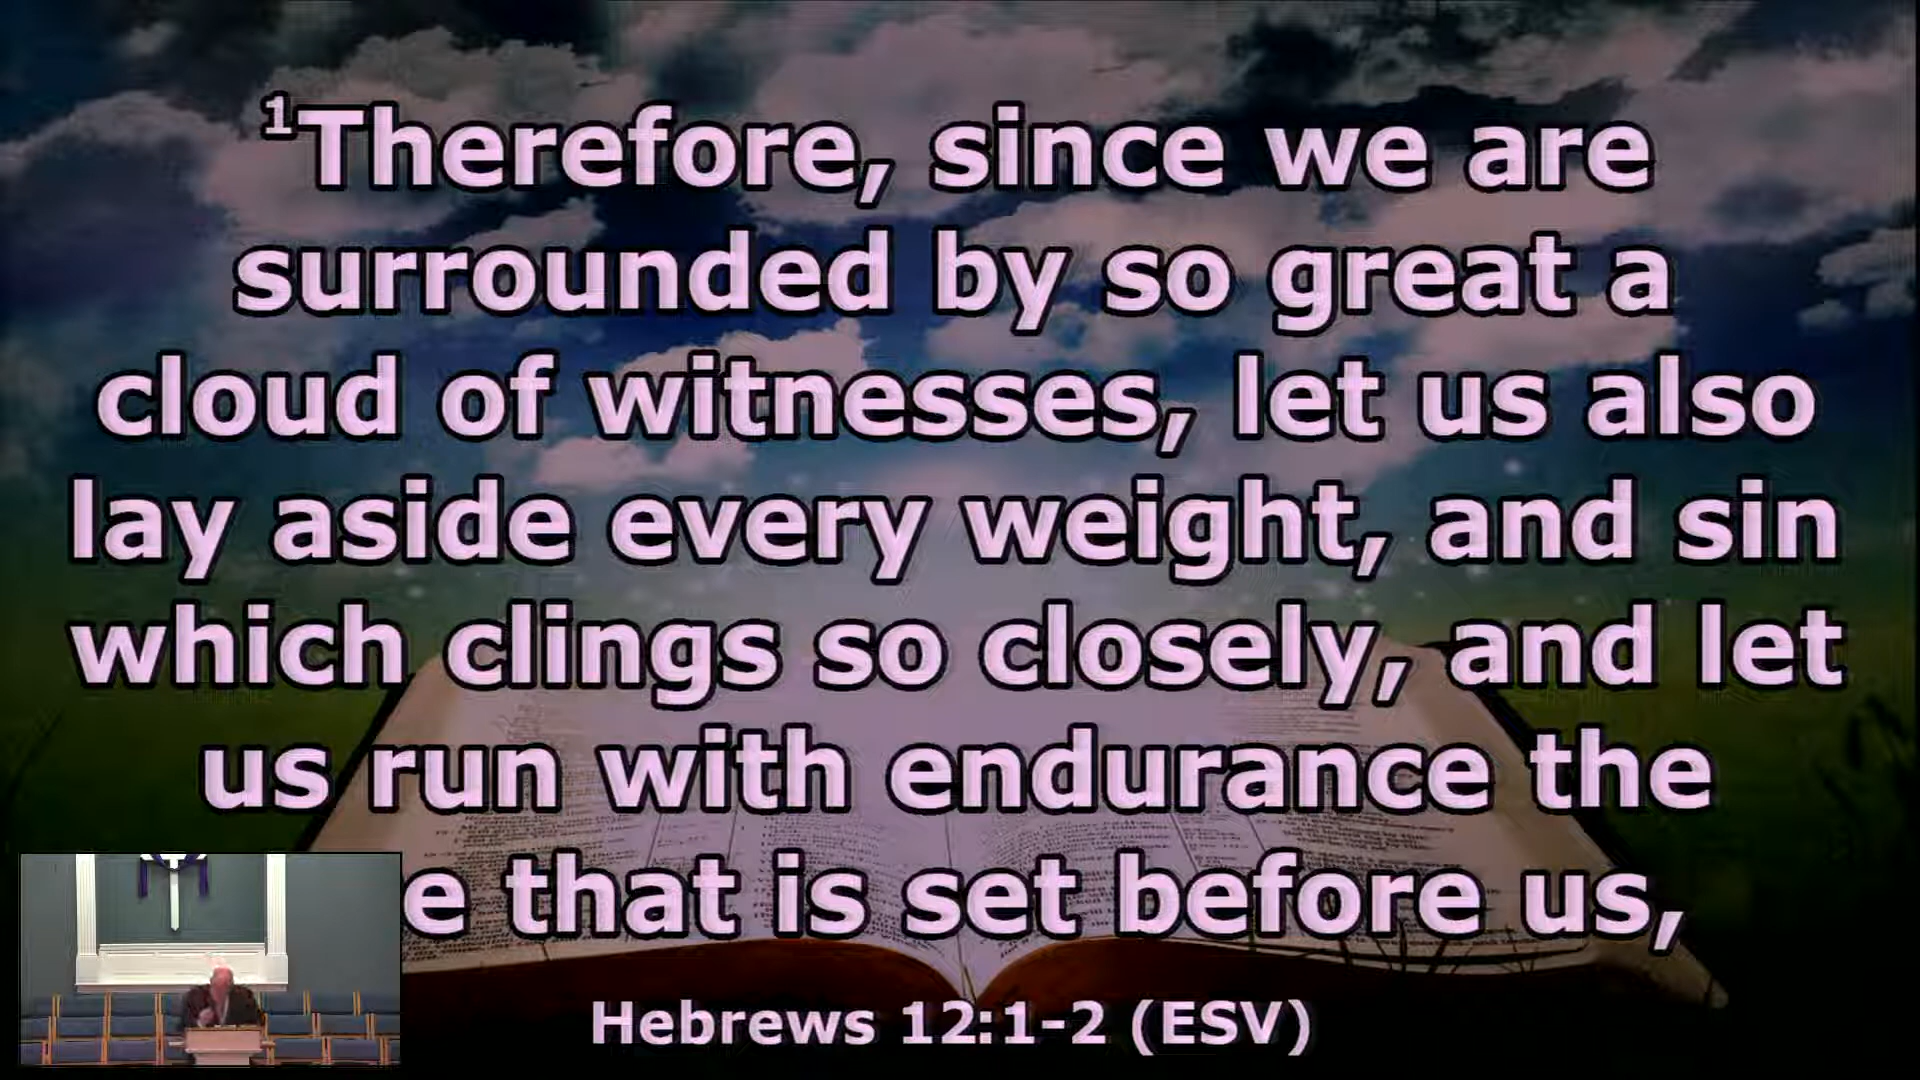 ¹Therefore, since we are
surrounded by so great a
cloud of witnesses, let us also
lay aside every weight, and sin
which clings so closely, and let
us run with endurance the
e that is set before us,
Hebrews 12:1-2 (ESV)